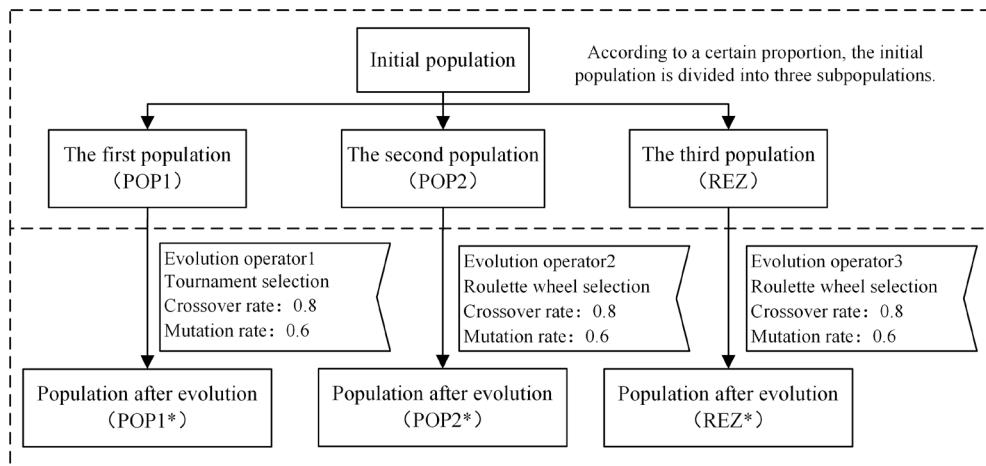 Initial population
According to a certain proportion, the initial
population is divided into three subpopulations.
The first population
（POP1）
The second population
（POP2）
The third population
（REZ）
Evolution operator1
Tournament selection
Crossover rate：0.8
Mutation rate：0.6
Evolution operator2
Roulette wheel selection
Crossover rate：0.8
Mutation rate：0.6
Evolution operator3
Roulette wheel selection
Crossover rate：0.8
Mutation rate：0.6
Population after evolution
（POP1*）
Population after evolution
（POP2*）
Population after evolution
（REZ*）